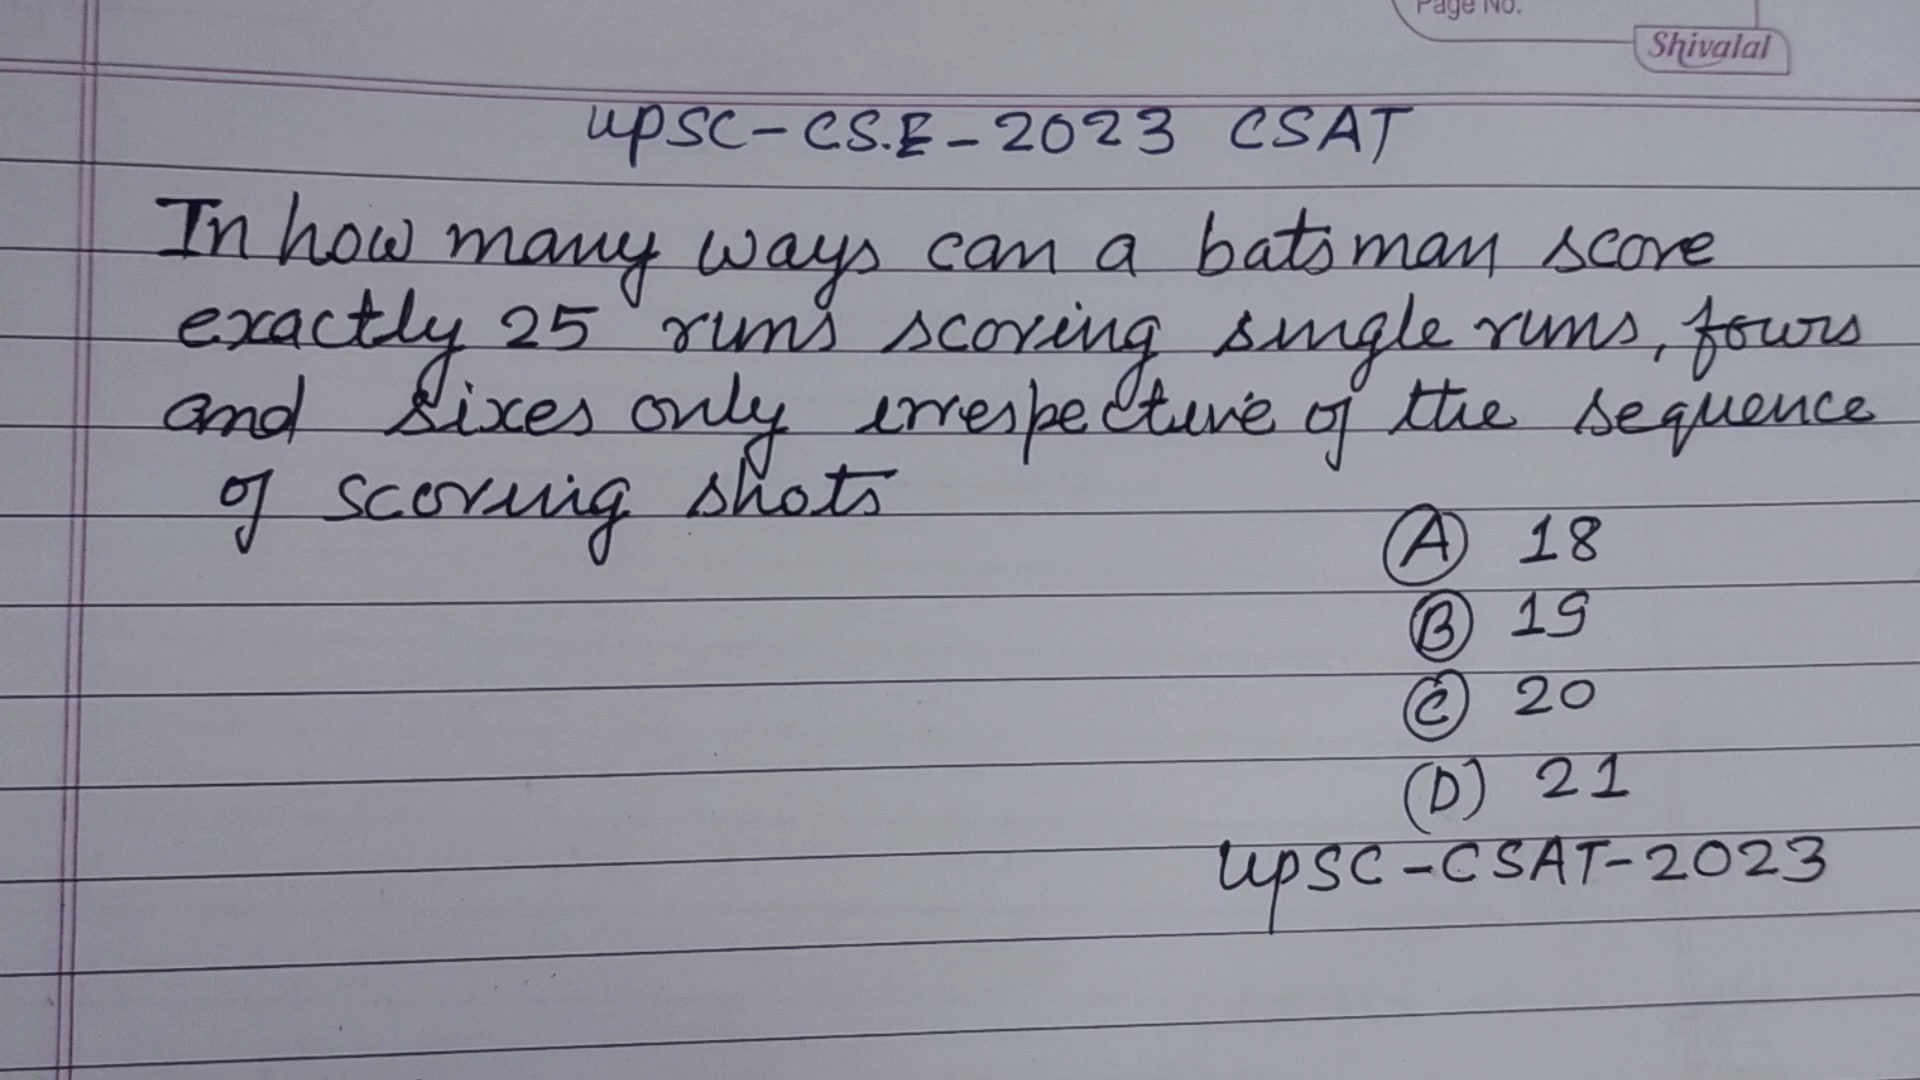 Page No.
Shivalal
UPSC-CS.E-2023 CSAT
In how many ways can a batsman score
exactly 25 runs scoring single runs, fours
and sixes only irrespective of the sequence
of scoring shots
(A) 18
(B) 19
(C) 20
(D) 21
UPSC-CSAT-2023